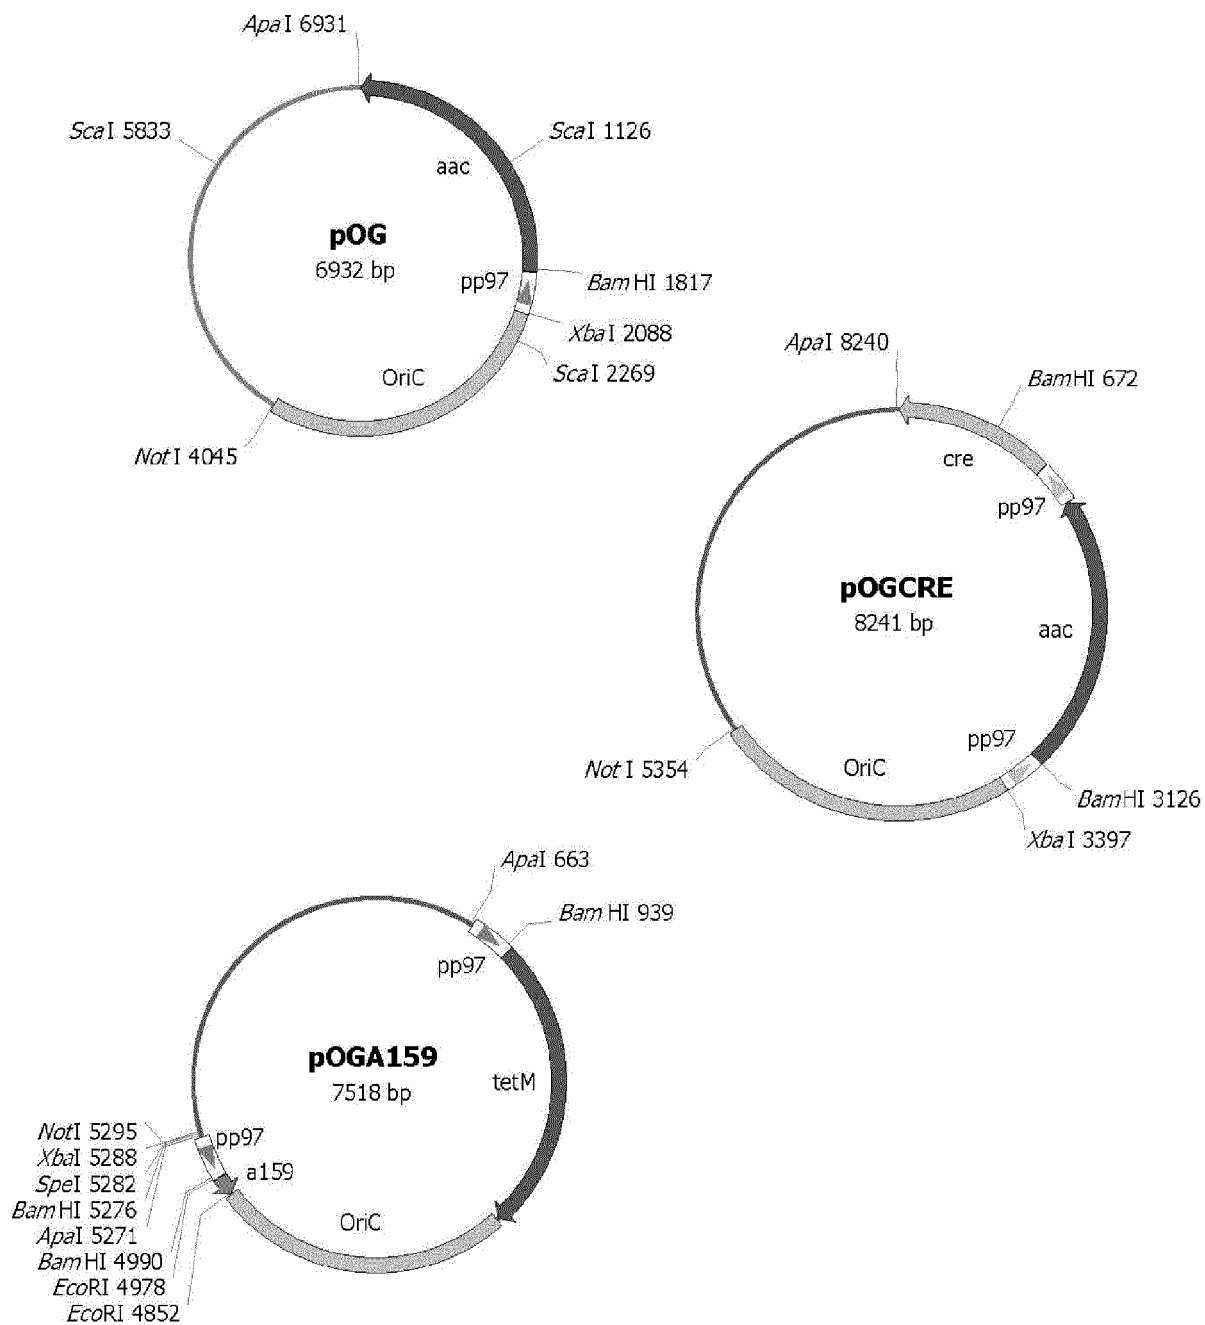 ApaI 6931
ScaI 5833
ScaI 1126
aac
pOG
6932 bp
pp97
BamHI 1817
XbaI 2088
ScaI 2269
OriC
NotI 4045
ApaI 8240
BamHI 672
cre
pp97
pOGCRE
8241 bp
aac
pp97
OriC
NotI 5354
BamHI 3126
XbaI 3397
ApaI 663
BamHI 939
pp97
pOGA159
7518 bp
tetM
NotI 5295
pp97
XbaI 5288
a159
SpeI 5282
BamHI 5276
OriC
ApaI 5271
BamHI 4990
EcoRI 4978
EcoRI 4852